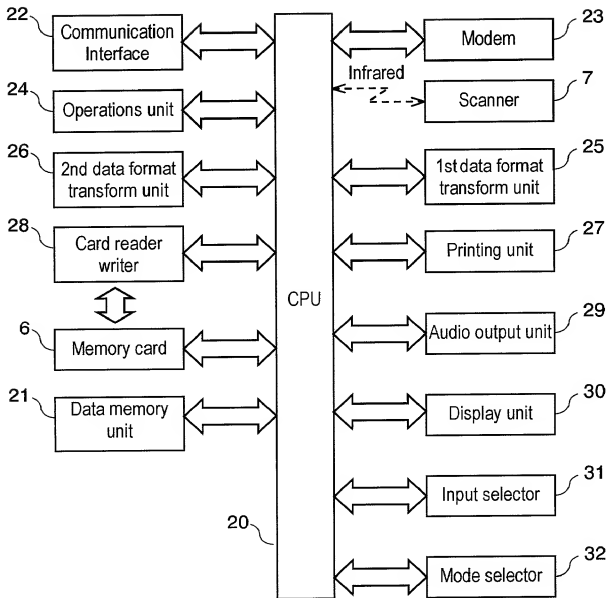 22
Communication
Interface
24
Operations unit
26
2nd data format
transform unit
28
Card reader
writer
6
Memory card
21
Data memory
unit
CPU
20
23
Modem
Infrared
7
Scanner
25
1st data format
transform unit
27
Printing unit
29
Audio output unit
30
Display unit
31
Input selector
32
Mode selector